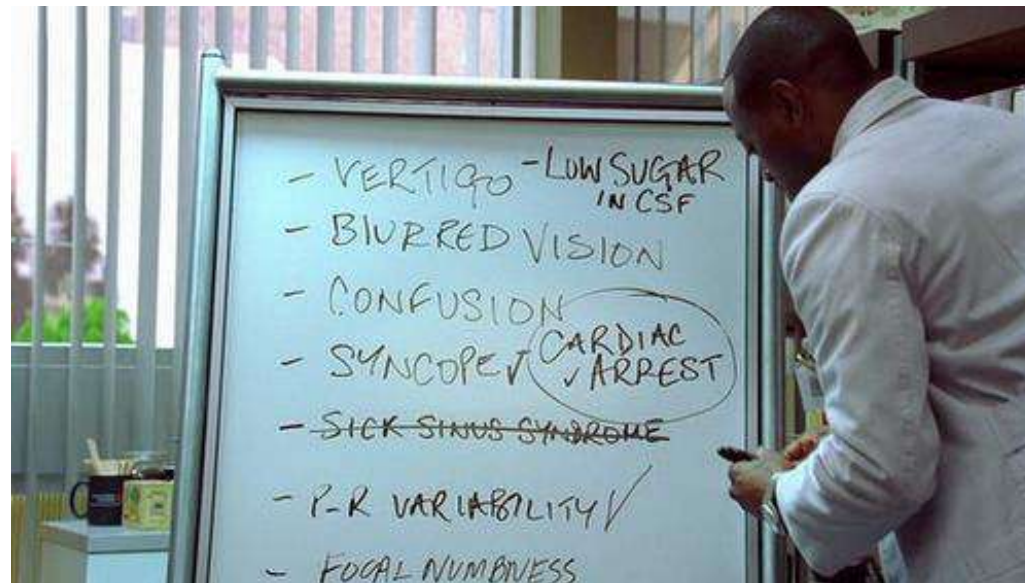 - VERTIGO - LOW SUGAR
IN CSF
- BLURRED VISION
- CONFUSION
- SYNCOPE ✓ CARDIAC
✓ ARREST
- SICK SINUS SYNDROME
- P-R VARIABILITY ✓
- FOCAL NUMBNESS